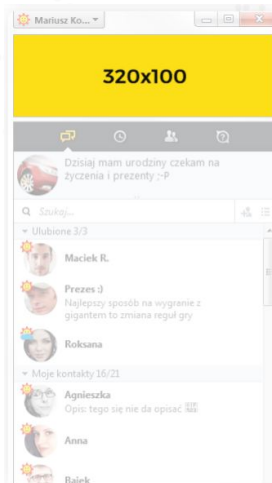 Mariusz Ko...
320x100
Dzisiaj mam urodziny czekam na
życzenia i prezenty ;-P
Szukaj...
Ulubione 3/3
Maciek R.
Prezes :)
Najlepszy sposób na wygranie z
gigantem to zmiana reguł gry
Roksana
Moje kontakty 16/21
Agnieszka
Opis: tego się nie da opisać
Anna
Bajek